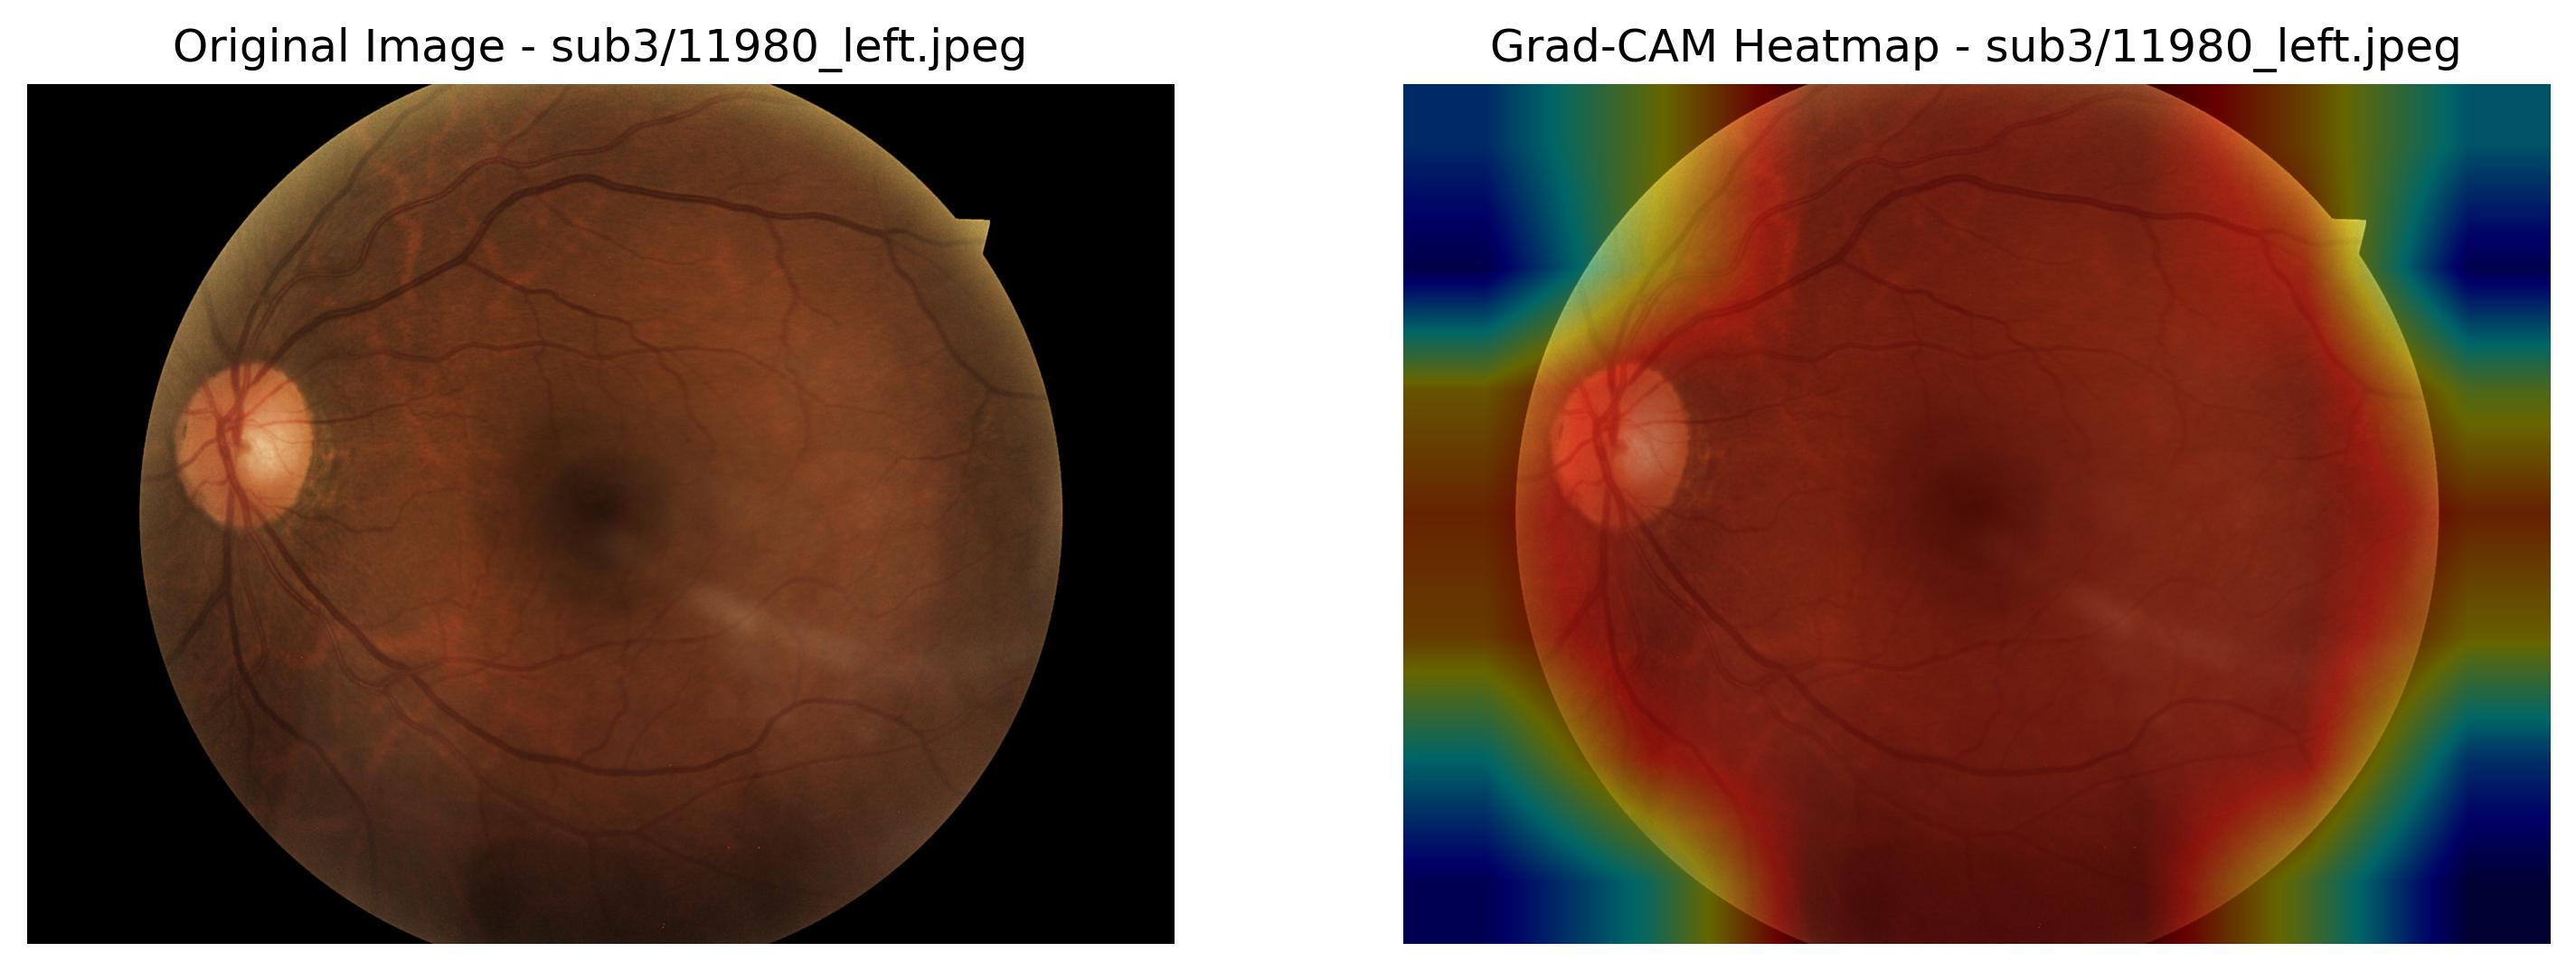 Original Image - sub3/11980_left.jpeg
Grad-CAM Heatmap - sub3/11980_left.jpeg